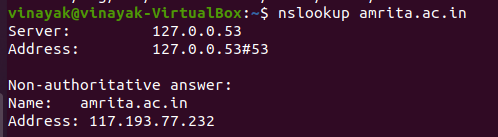 vinayak@vinayak-VirtualBox:~$ nslookup amrita.ac.in
Server:         127.0.0.53
Address:        127.0.0.53#53

Non-authoritative answer:
Name:   amrita.ac.in
Address: 117.193.77.232